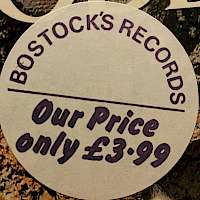 BOSTOCK'S RECORDS
Our Price
only £3·99